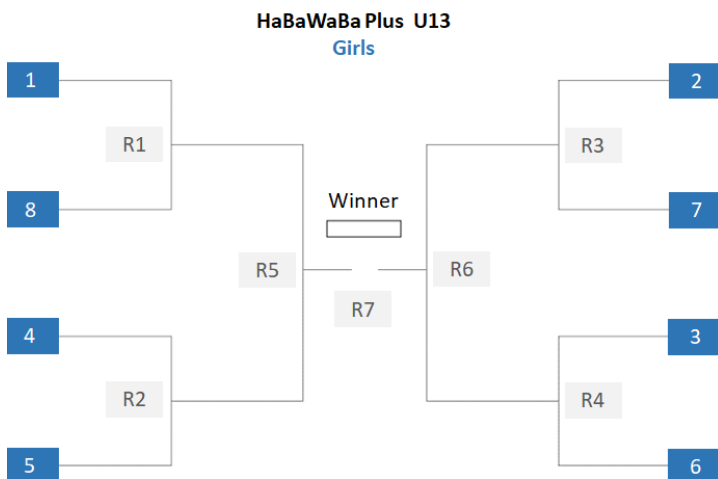 HaBaWaBa Plus U13
Girls
1
2
R1
R3
8
Winner
7
R5
R6
R7
4
3
R2
R4
5
6